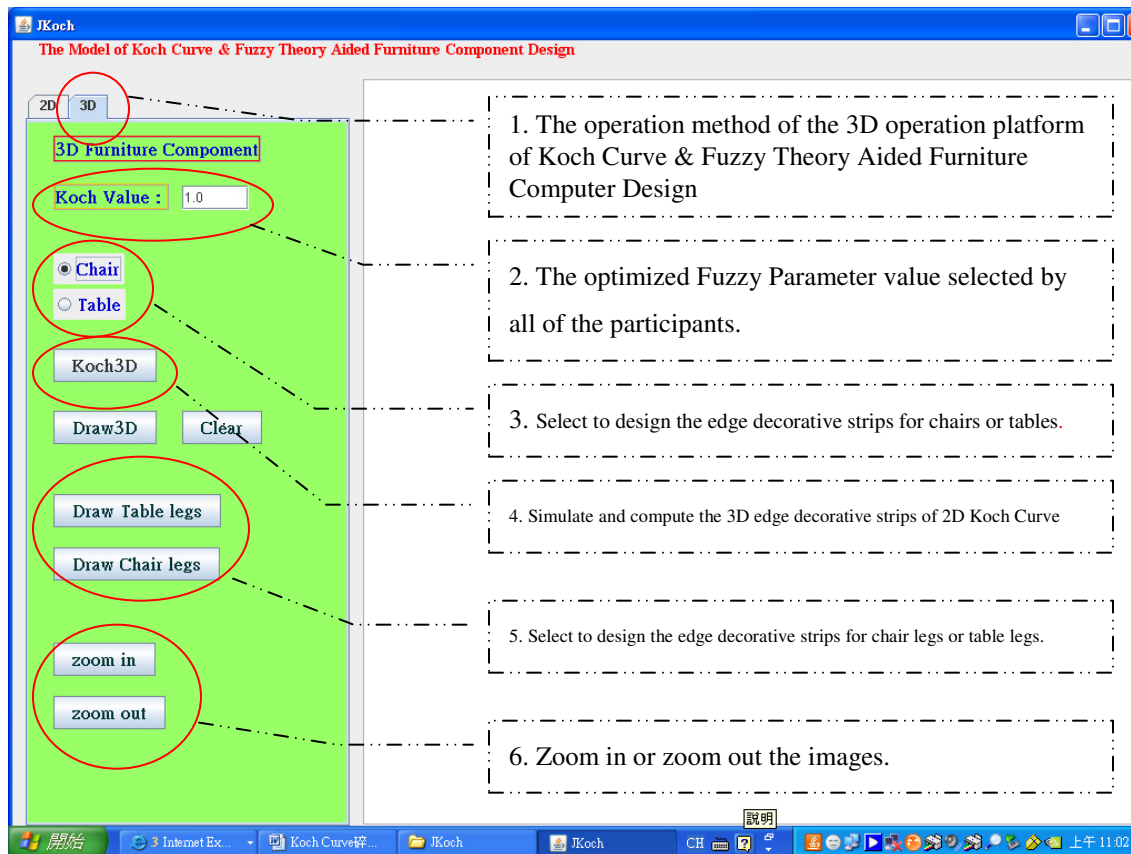 JKoch
The Model of Koch Curve & Fuzzy Theory Aided Furniture Component Design
2D 3D
3D Furniture Compoment
Koch Value : 1.0
Chair
Table
Koch3D
Draw3D Clear
Draw Table legs
Draw Chair legs
zoom in
zoom out
1. The operation method of the 3D operation platform
of Koch Curve & Fuzzy Theory Aided Furniture
Computer Design
2. The optimized Fuzzy Parameter value selected by
all of the participants.
3. Select to design the edge decorative strips for chairs or tables.
4. Simulate and compute the 3D edge decorative strips of 2D Koch Curve
5. Select to design the edge decorative strips for chair legs or table legs.
6. Zoom in or zoom out the images.
說明
開始 3 Internet Ex... Koch Curve碎... JKoch JKoch CH 上午 11:02